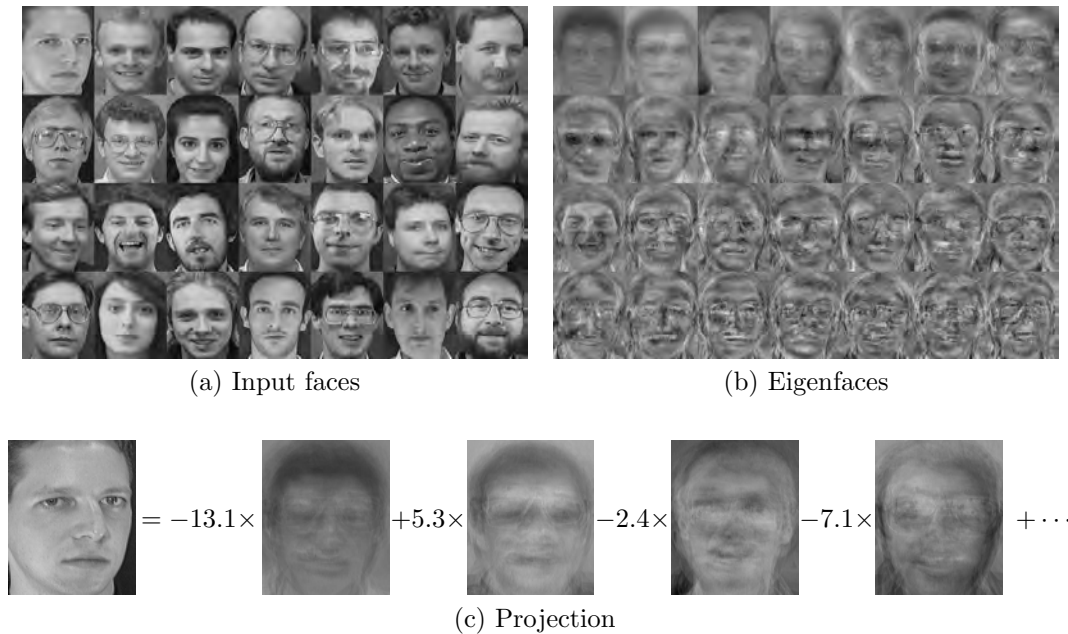 (a) Input faces
(b) Eigenfaces
= −13.1× +5.3× −2.4× −7.1× + ···
(c) Projection